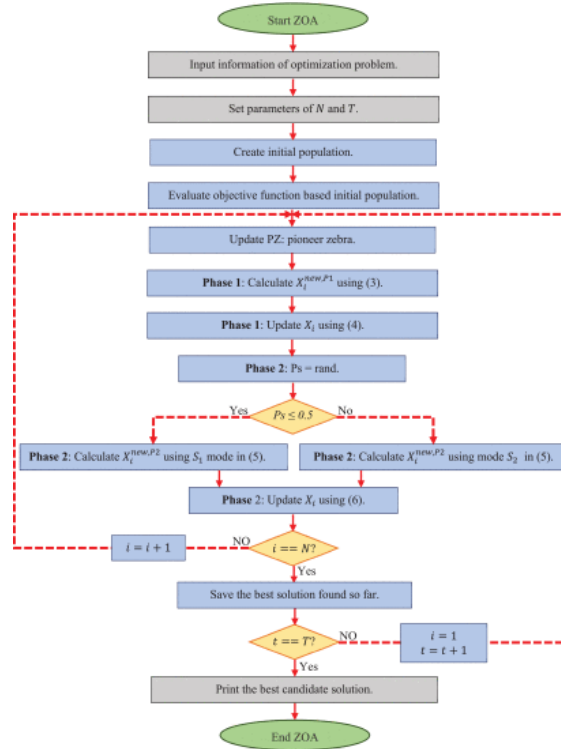 Start ZOA
Input information of optimization problem.
Set parameters of N and T.
Create initial population.
Evaluate objective function based initial population.
Update PZ: pioneer zebra.
Phase 1: Calculate X_i^{new,P1} using (3).
Phase 1: Update X_i using (4).
Phase 2: Ps = rand.
Yes
Ps ≤ 0.5
No
Phase 2: Calculate X_i^{new,P2} using S_1 mode in (5).
Phase 2: Calculate X_i^{new,P2} using mode S_2 in (5).
Phase 2: Update X_i using (6).
i = i + 1
NO
i == N?
Yes
Save the best solution found so far.
t == T?
NO
i = 1
t = t + 1
Yes
Print the best candidate solution.
End ZOA